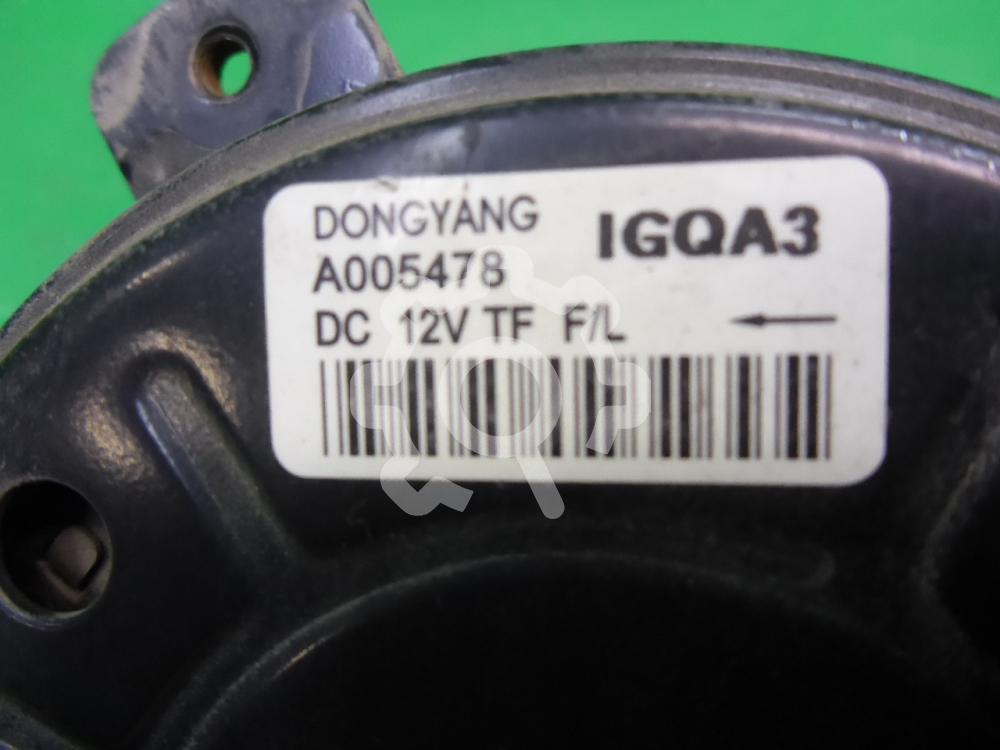 DONGYANG IGQA3
A005478
DC 12V TF F/L